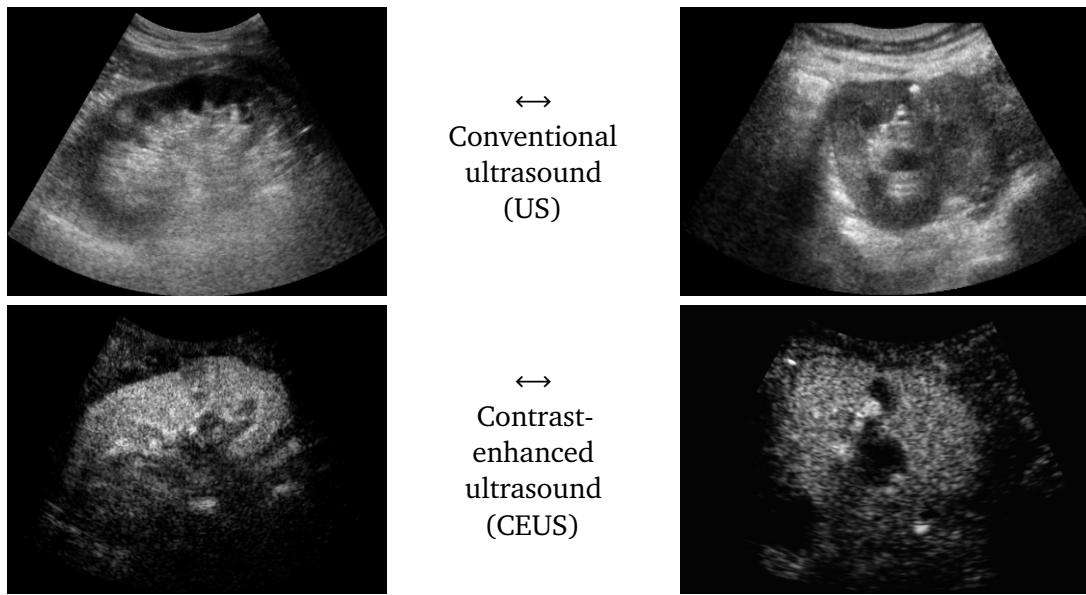 ↔
Conventional
ultrasound
(US)
↔
Contrast-
enhanced
ultrasound
(CEUS)